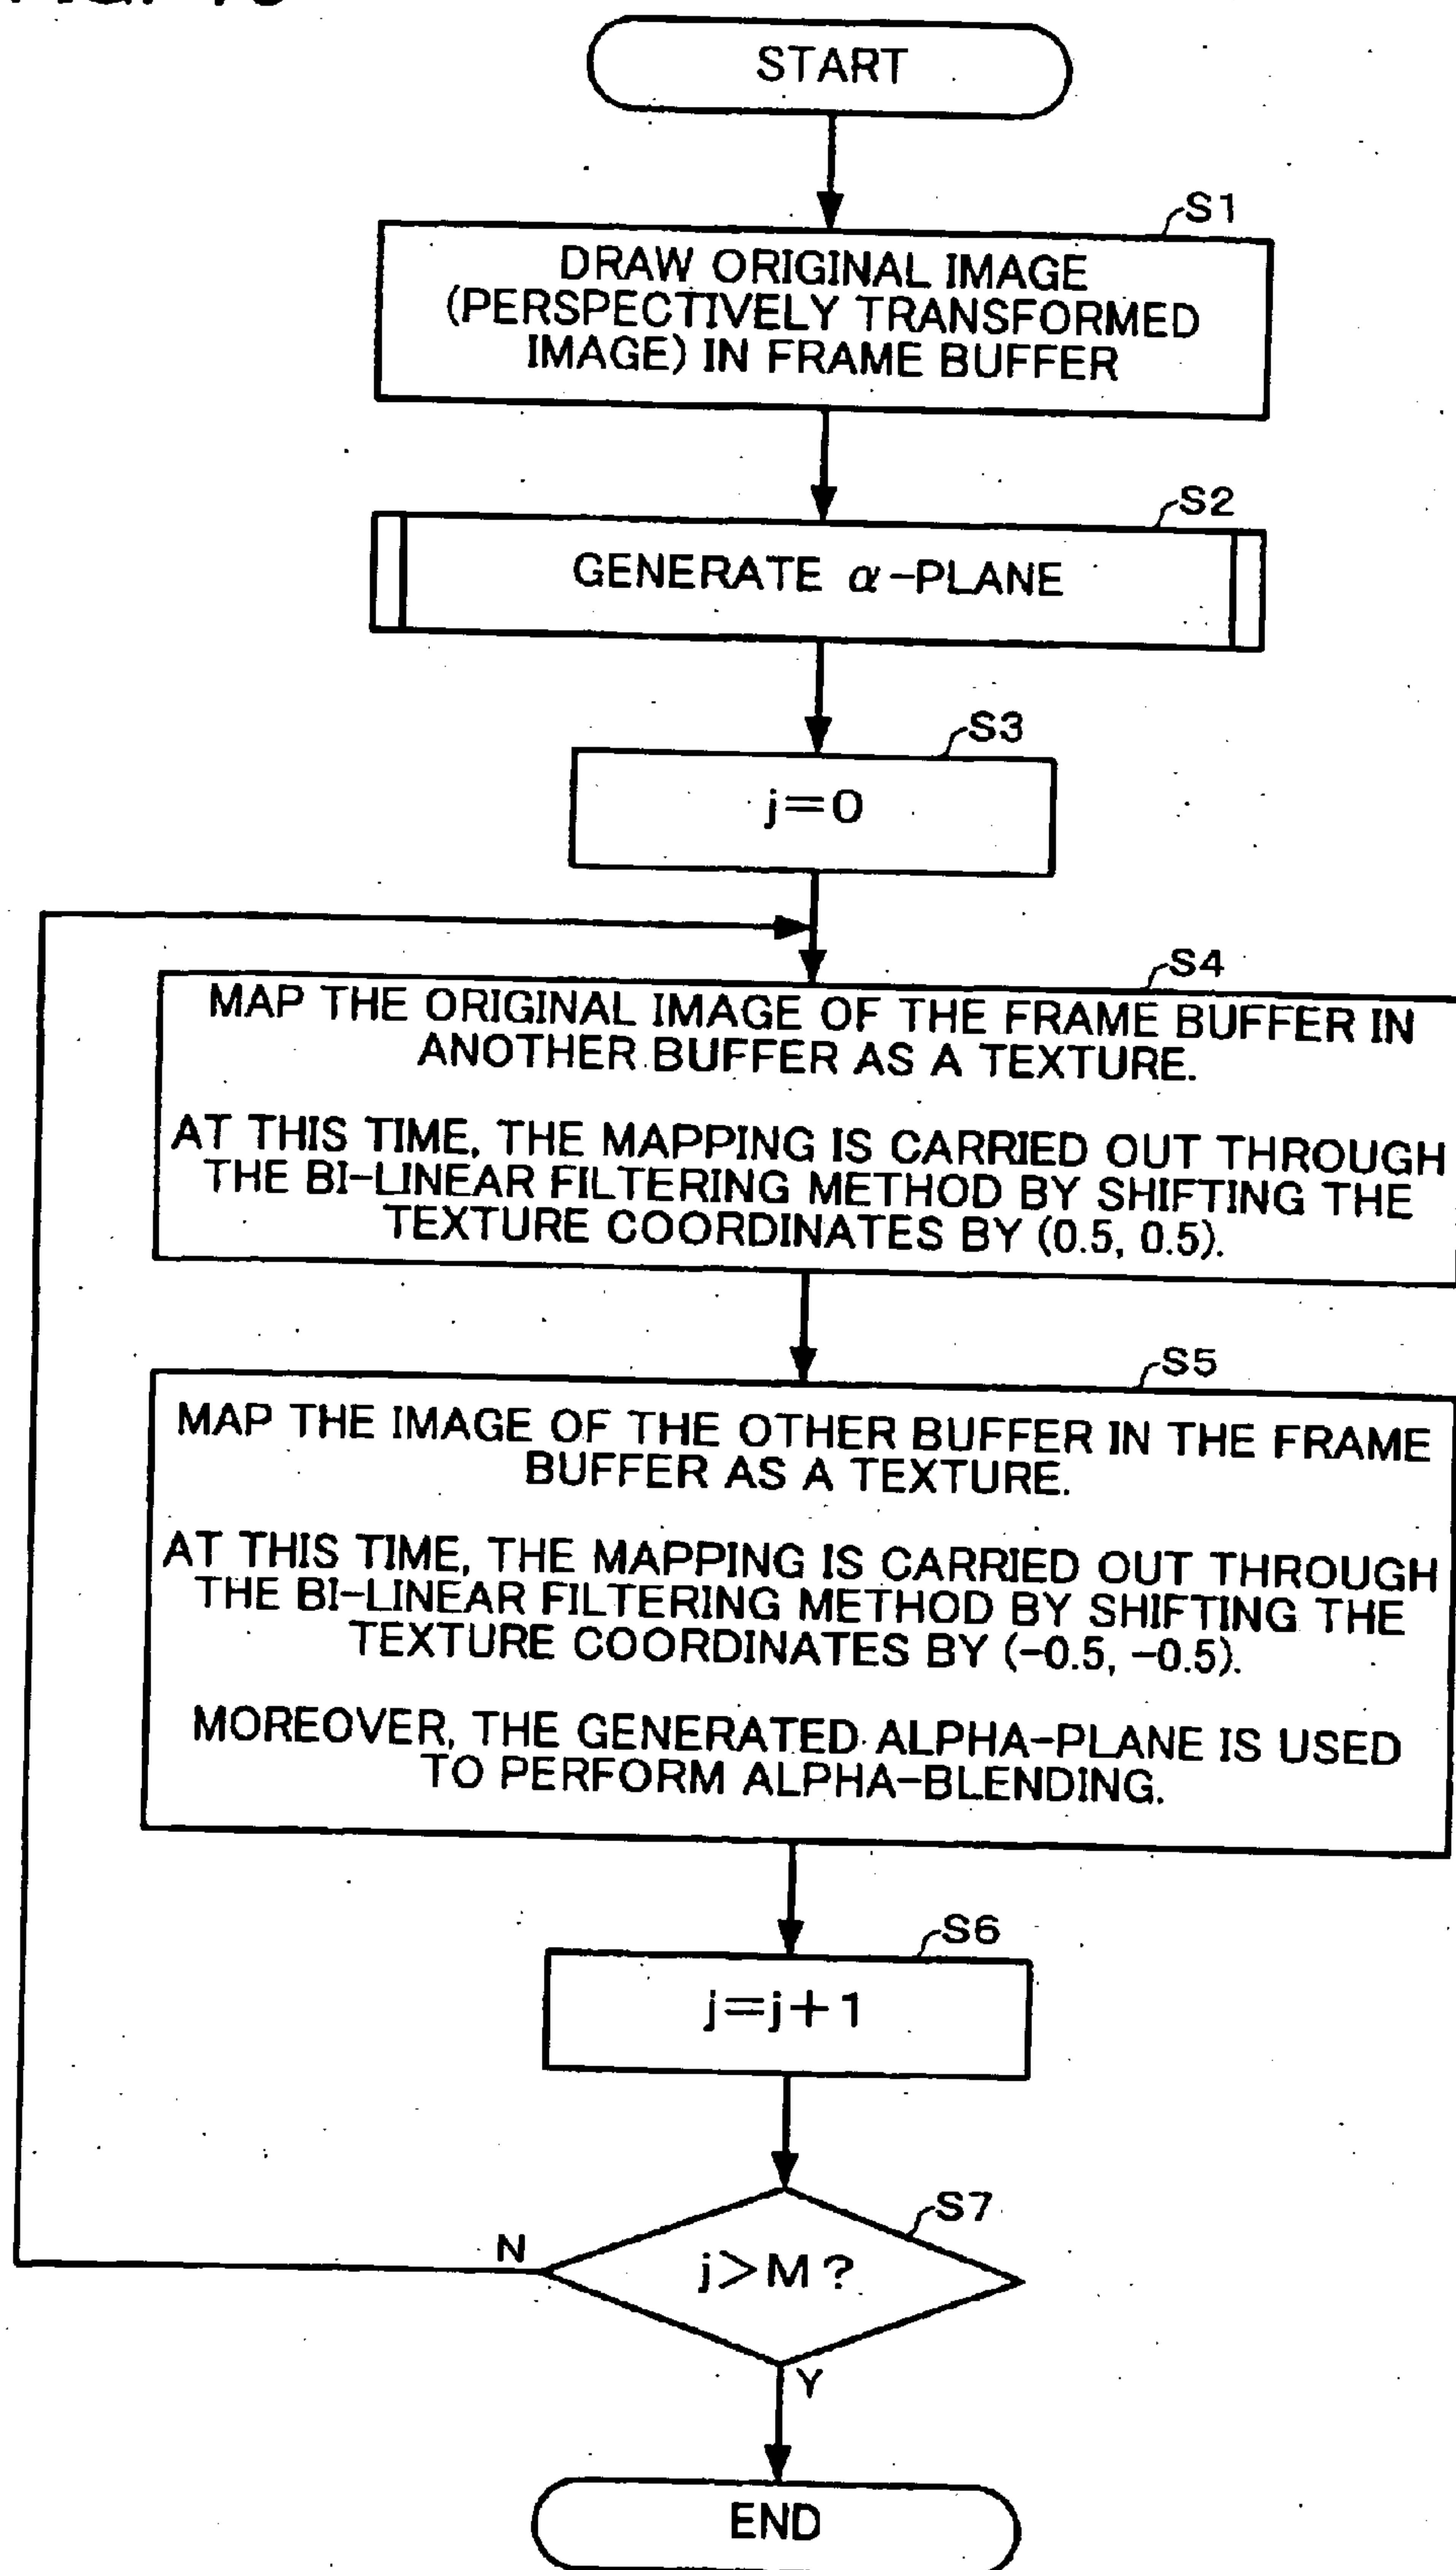 START
S1
DRAW ORIGINAL IMAGE
(PERSPECTIVELY TRANSFORMED
IMAGE) IN FRAME BUFFER
S2
GENERATE α-PLANE
S3
j=0
S4
MAP THE ORIGINAL IMAGE OF THE FRAME BUFFER IN
ANOTHER BUFFER AS A TEXTURE.
AT THIS TIME, THE MAPPING IS CARRIED OUT THROUGH
THE BI-LINEAR FILTERING METHOD BY SHIFTING THE
TEXTURE COORDINATES BY (0.5, 0.5).
S5
MAP THE IMAGE OF THE OTHER BUFFER IN THE FRAME
BUFFER AS A TEXTURE.
AT THIS TIME, THE MAPPING IS CARRIED OUT THROUGH
THE BI-LINEAR FILTERING METHOD BY SHIFTING THE
TEXTURE COORDINATES BY (-0.5, -0.5).
MOREOVER, THE GENERATED ALPHA-PLANE IS USED
TO PERFORM ALPHA-BLENDING.
S6
j=j+1
S7
N
j>M?
Y
END